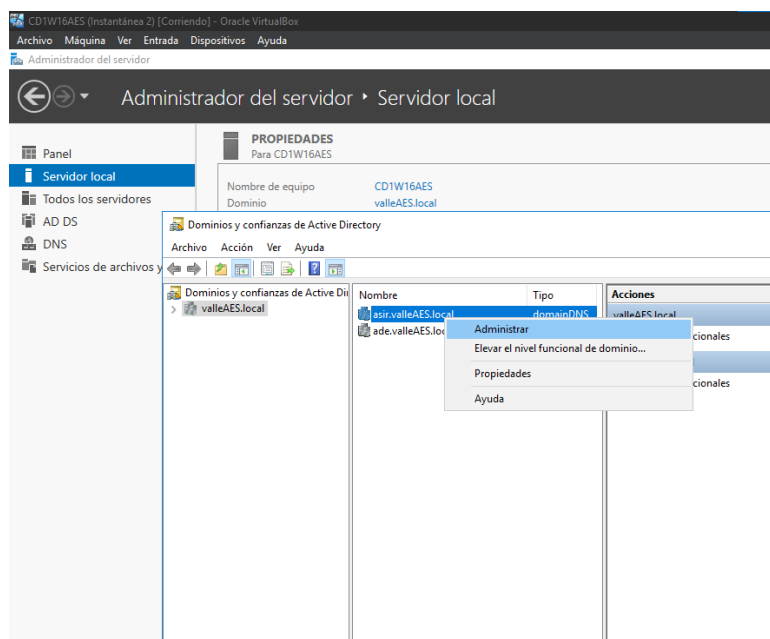 CD1W16AES (Instantánea 2) [Corriendo] - Oracle VirtualBox
Archivo Máquina Ver Entrada Dispositivos Ayuda
Administrador del servidor
Administrador del servidor ‣ Servidor local
Panel
Servidor local
Todos los servidores
AD DS
DNS
Servicios de archivos y
PROPIEDADES
Para CD1W16AES
Nombre de equipo CD1W16AES
Dominio valleAES.local
Dominios y confianzas de Active Directory
Archivo Acción Ver Ayuda
Dominios y confianzas de Active Dir
valleAES.local
Nombre Tipo
asir.valleAES.local domainDNS
ade.valleAES.loc
Administrar
Elevar el nivel funcional de dominio...
Propiedades
Ayuda
Acciones
valleAES.local
cionales
cionales